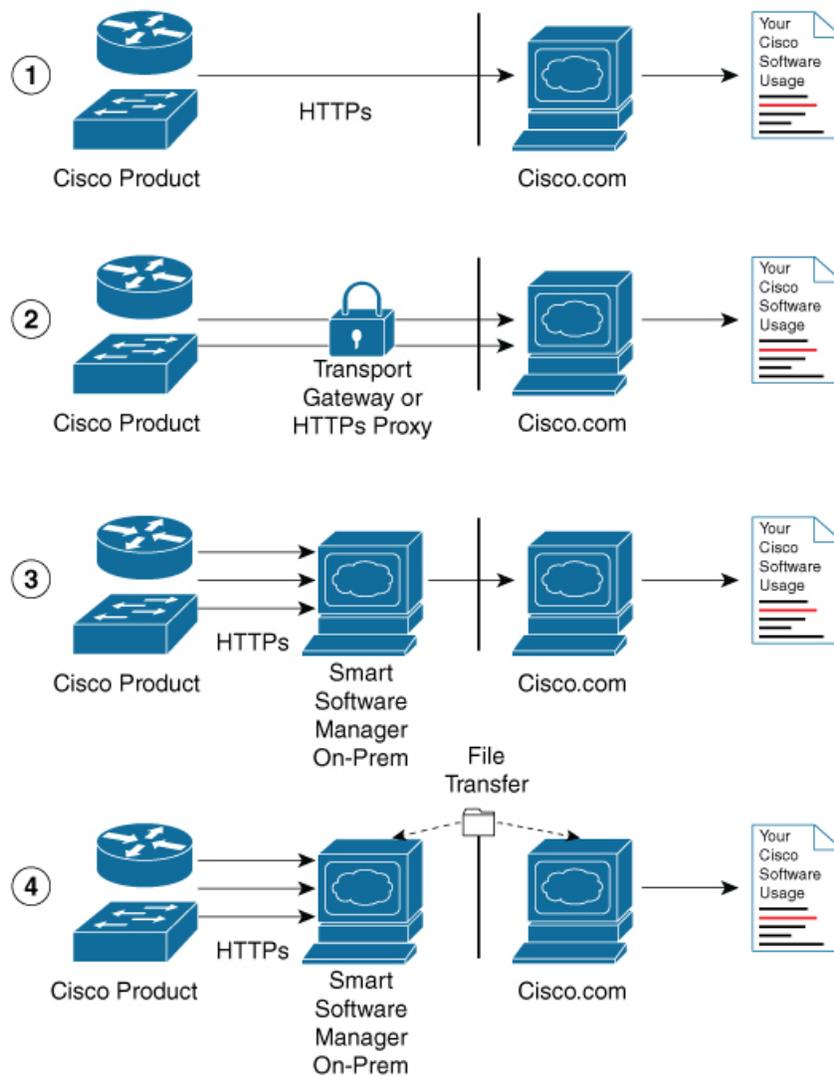 1
HTTPs
Cisco Product
Cisco.com
Your
Cisco
Software
Usage
2
Transport
Gateway or
HTTPs Proxy
Cisco Product
Cisco.com
Your
Cisco
Software
Usage
3
HTTPs
Cisco Product
Smart
Software
Manager
On-Prem
Cisco.com
Your
Cisco
Software
Usage
File
Transfer
4
HTTPs
Cisco Product
Smart
Software
Manager
On-Prem
Cisco.com
Your
Cisco
Software
Usage